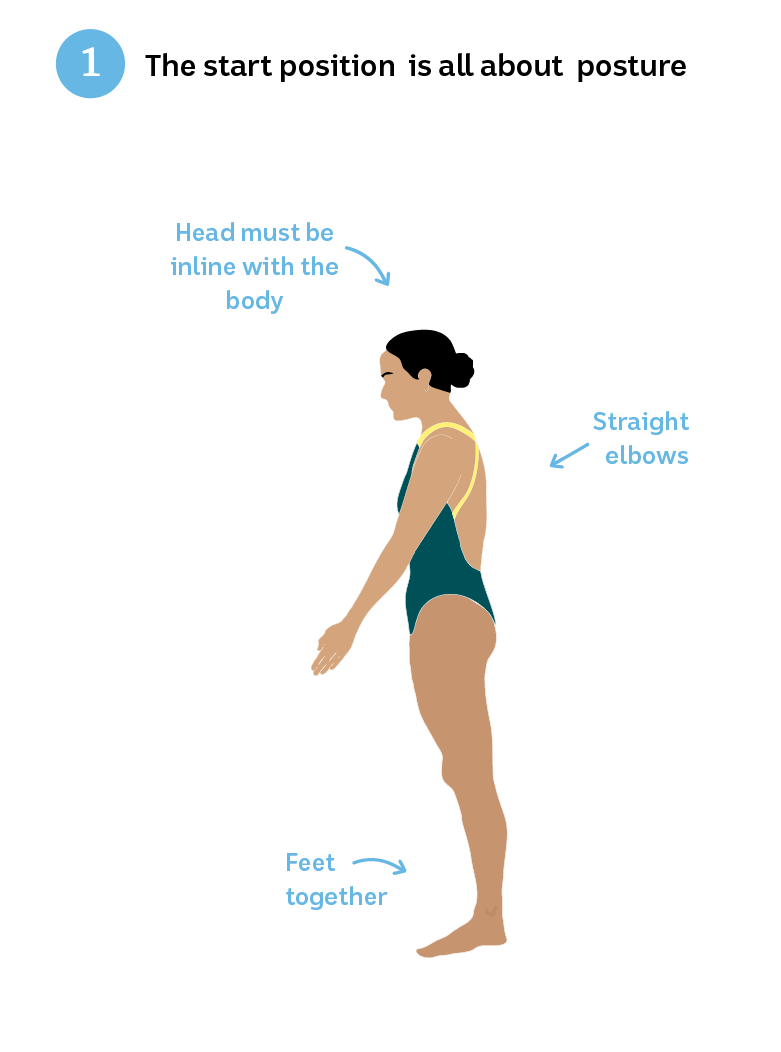 1 The start position is all about posture
Head must be
inline with the
body
Straight
elbows
Feet
together